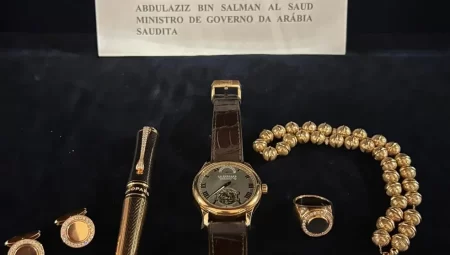 ABDULAZIZ BIN SALMAN AL SAUD
MINISTRO DE GOVERNO DA ARÁBIA
SAUDITA